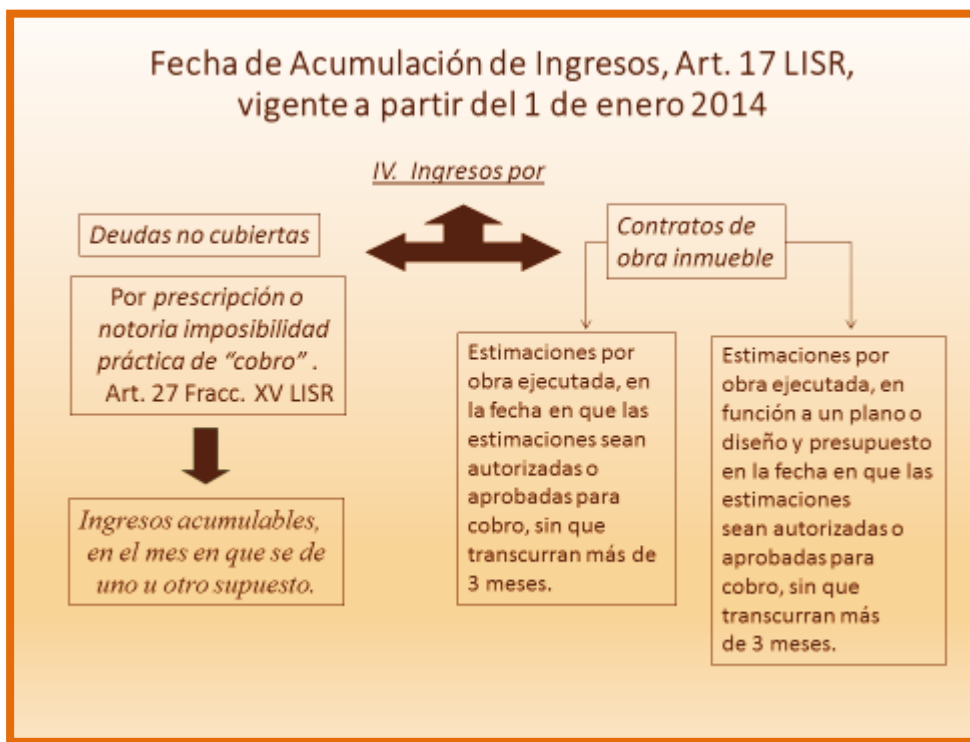 Fecha de Acumulación de Ingresos, Art. 17 LISR,
vigente a partir del 1 de enero 2014
IV. Ingresos por
Deudas no cubiertas
Por prescripción o
notoria imposibilidad
práctica de “cobro” .
Art. 27 Fracc. XV LISR
Ingresos acumulables,
en el mes en que se de
uno u otro supuesto.
Contratos de
obra inmueble
Estimaciones por
obra ejecutada, en
la fecha en que las
estimaciones sean
autorizadas o
aprobadas para
cobro, sin que
transcurran más de
3 meses.
Estimaciones por
obra ejecutada, en
función a un plano o
diseño y presupuesto
en la fecha en que las
estimaciones
sean autorizadas o
aprobadas para
cobro, sin que
transcurran más
de 3 meses.